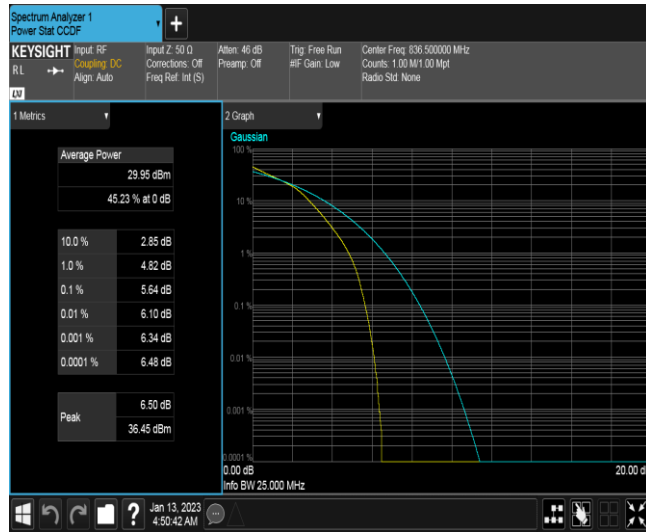 Spectrum Analyzer 1
Power Stat CCDF
+
KEYSIGHT
RL
LXI
Input: RF
Coupling: DC
Align: Auto
Input Z: 50 Ω
Corrections: Off
Freq Ref: Int (S)
Atten: 46 dB
Preamp: Off
Trig: Free Run
#IF Gain: Low
Center Freq: 836.500000 MHz
Counts: 1.00 M/1.00 Mpt
Radio Std: None
1 Metrics
Average Power
29.95 dBm
45.23 % at 0 dB
10.0 % 2.85 dB
1.0 % 4.82 dB
0.1 % 5.64 dB
0.01 % 6.10 dB
0.001 % 6.34 dB
0.0001 % 6.48 dB
Peak
6.50 dB
36.45 dBm
2 Graph
Gaussian
100 %
10 %
1 %
0.1 %
0.01 %
0.001 %
0.0001 %
0.00 dB 20.00 d
Info BW 25.000 MHz
? Jan 13, 2023
4:50:42 AM